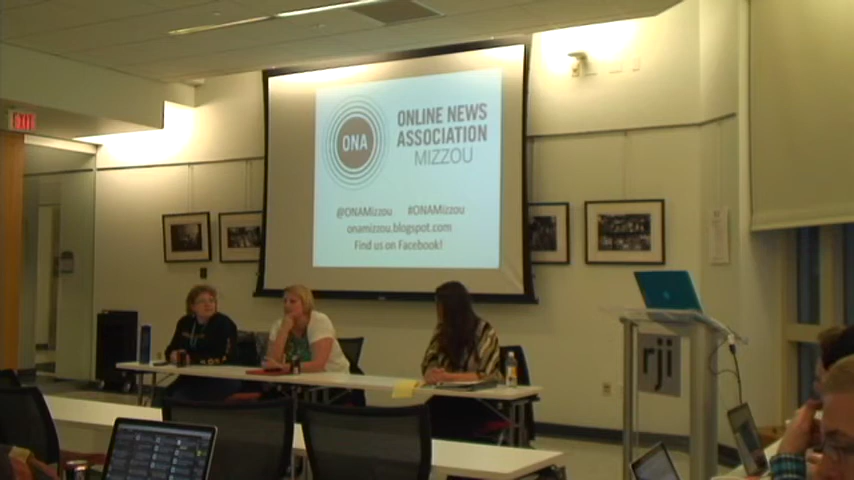 EXIT
ONA
ONLINE NEWS
ASSOCIATION
MIZZOU
@ONAMizzou #ONAMizzou
onamizzou.blogspot.com
Find us on Facebook!
rji